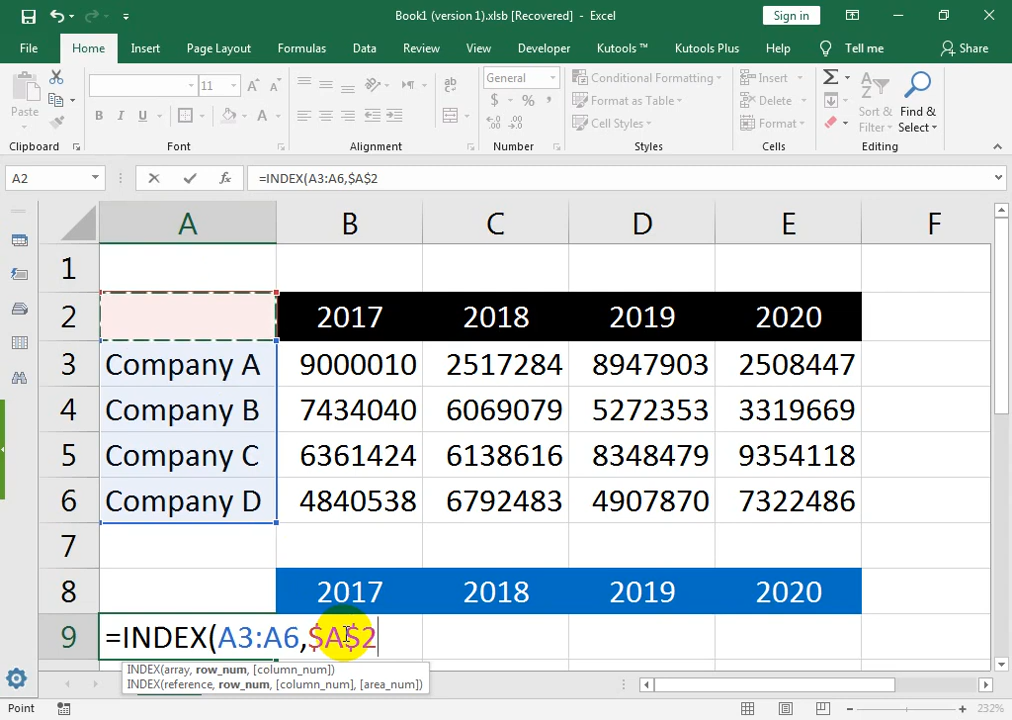 Book1 (version 1).xlsb [Recovered] - Excel
Sign in
File Home Insert Page Layout Formulas Data Review View Developer Kutools ™ Kutools Plus Help Tell me Share
Paste
11 A A
B I U A
ab
General
$ % ,
Conditional Formatting
Format as Table
Cell Styles
Insert
Delete
Format
Σ
Sort &
Filter
Find &
Select
Clipboard Font Alignment Number Styles Cells Editing
A2 fx =INDEX(A3:A6,$A$2
A B C D E F
1
2 2017 2018 2019 2020
3 Company A 9000010 2517284 8947903 2508447
4 Company B 7434040 6069079 5272353 3319669
5 Company C 6361424 6138616 8348479 9354118
6 Company D 4840538 6792483 4907870 7322486
7
8 2017 2018 2019 2020
9 =INDEX(A3:A6,$A$2
INDEX(array, row_num, [column_num])
INDEX(reference, row_num, [column_num], [area_num])
Point 232%